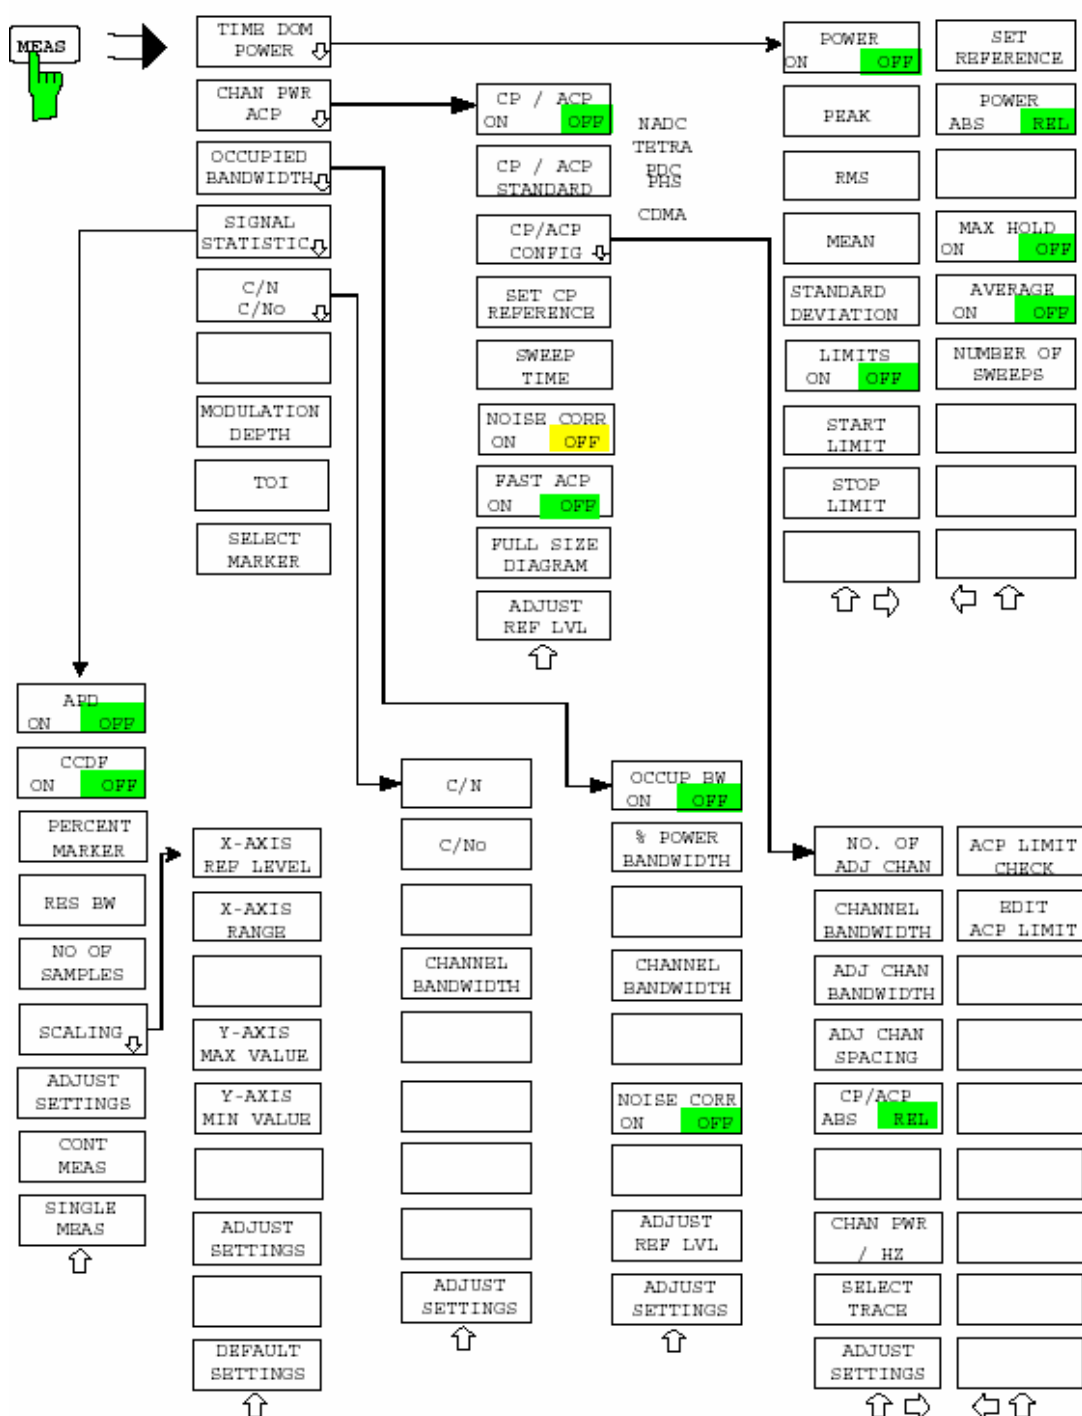 MEAS
TIME DOM
POWER
CHAN PWR
ACP
OCCUPIED
BANDWIDTH
SIGNAL
STATISTIC
C/N
C/No
MODULATION
DEPTH
TOI
SELECT
MARKER
CP / ACP
ON OFF
CP / ACP
STANDARD
CP/ACP
CONFIG
SET CP
REFERENCE
SWEEP
TIME
NOISE CORR
ON OFF
FAST ACP
ON OFF
FULL SIZE
DIAGRAM
ADJUST
REF LVL
NADC
TETRA
PDC
PHS
CDMA
POWER
ON OFF
PEAK
RMS
MEAN
STANDARD
DEVIATION
LIMITS
ON OFF
START
LIMIT
STOP
LIMIT
SET
REFERENCE
POWER
ABS REL
MAX HOLD
ON OFF
AVERAGE
ON OFF
NUMBER OF
SWEEPS
APD
ON OFF
CCDF
ON OFF
PERCENT
MARKER
RES BW
NO OF
SAMPLES
SCALING
ADJUST
SETTINGS
CONT
MEAS
SINGLE
MEAS
X-AXIS
REF LEVEL
X-AXIS
RANGE
Y-AXIS
MAX VALUE
Y-AXIS
MIN VALUE
ADJUST
SETTINGS
DEFAULT
SETTINGS
C/N
C/No
CHANNEL
BANDWIDTH
ADJUST
SETTINGS
OCCUP BW
ON OFF
% POWER
BANDWIDTH
CHANNEL
BANDWIDTH
NOISE CORR
ON OFF
ADJUST
REF LVL
ADJUST
SETTINGS
NO. OF
ADJ CHAN
CHANNEL
BANDWIDTH
ADJ CHAN
BANDWIDTH
ADJ CHAN
SPACING
CP/ACP
ABS REL
CHAN PWR
/ HZ
SELECT
TRACE
ADJUST
SETTINGS
ACP LIMIT
CHECK
EDIT
ACP LIMIT